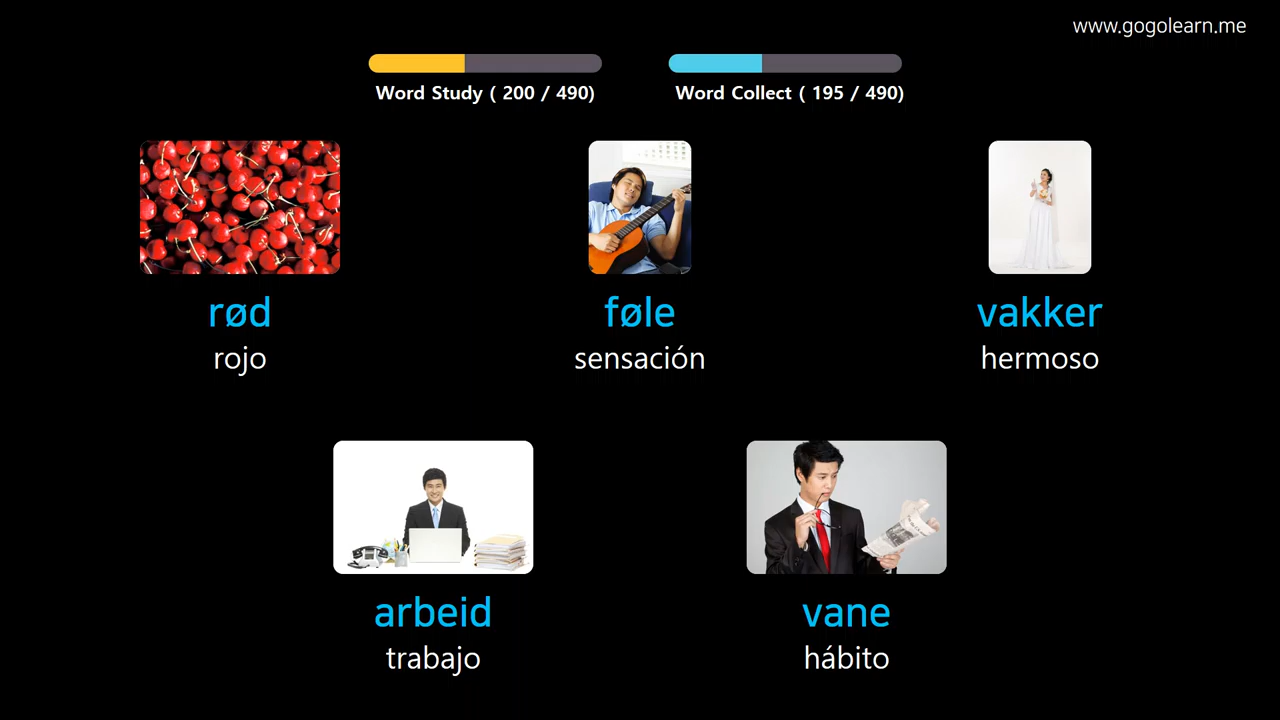 www.gogolearn.me
Word Study ( 200 / 490)
Word Collect ( 195 / 490)
rød
rojo
føle
sensación
vakker
hermoso
arbeid
trabajo
vane
hábito